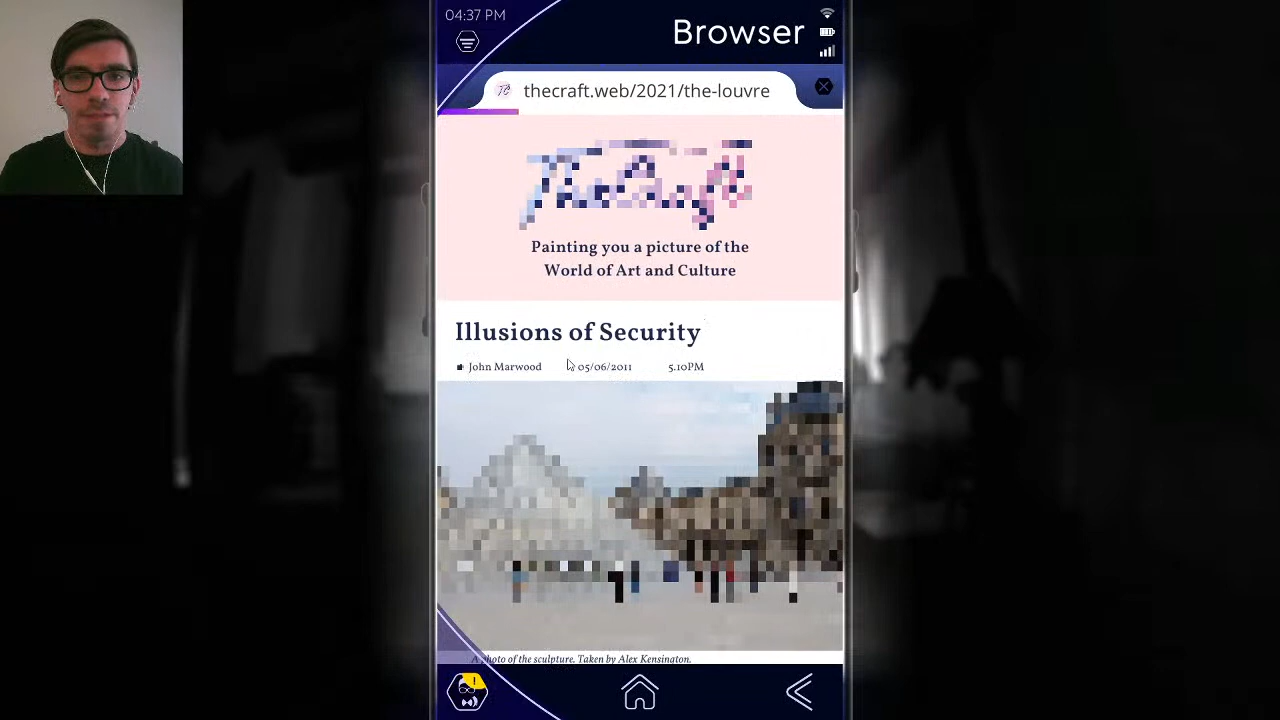 04:37 PM
Browser
thecraft.web/2021/the-louvre
TheCraft
Painting you a picture of the
World of Art and Culture
Illusions of Security
John Marwood 05/06/2011 5.10PM
A photo of the sculpture. Taken by Alex Kensington.